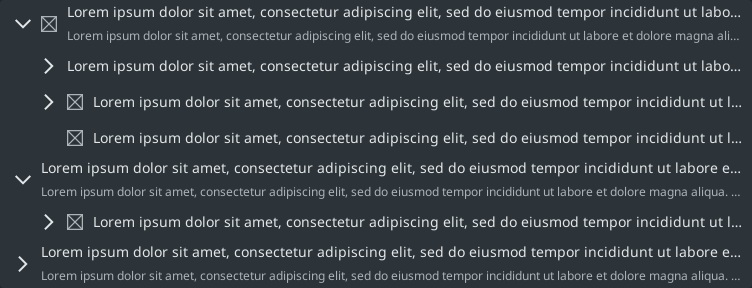 Lorem ipsum dolor sit amet, consectetur adipiscing elit, sed do eiusmod tempor incididunt ut labo...
Lorem ipsum dolor sit amet, consectetur adipiscing elit, sed do eiusmod tempor incididunt ut labore et dolore magna ali...
Lorem ipsum dolor sit amet, consectetur adipiscing elit, sed do eiusmod tempor incididunt ut labo...
Lorem ipsum dolor sit amet, consectetur adipiscing elit, sed do eiusmod tempor incididunt ut l...
Lorem ipsum dolor sit amet, consectetur adipiscing elit, sed do eiusmod tempor incididunt ut l...
Lorem ipsum dolor sit amet, consectetur adipiscing elit, sed do eiusmod tempor incididunt ut labore e...
Lorem ipsum dolor sit amet, consectetur adipiscing elit, sed do eiusmod tempor incididunt ut labore et dolore magna aliqua. ...
Lorem ipsum dolor sit amet, consectetur adipiscing elit, sed do eiusmod tempor incididunt ut l...
Lorem ipsum dolor sit amet, consectetur adipiscing elit, sed do eiusmod tempor incididunt ut labore e...
Lorem ipsum dolor sit amet, consectetur adipiscing elit, sed do eiusmod tempor incididunt ut labore et dolore magna aliqua. ...